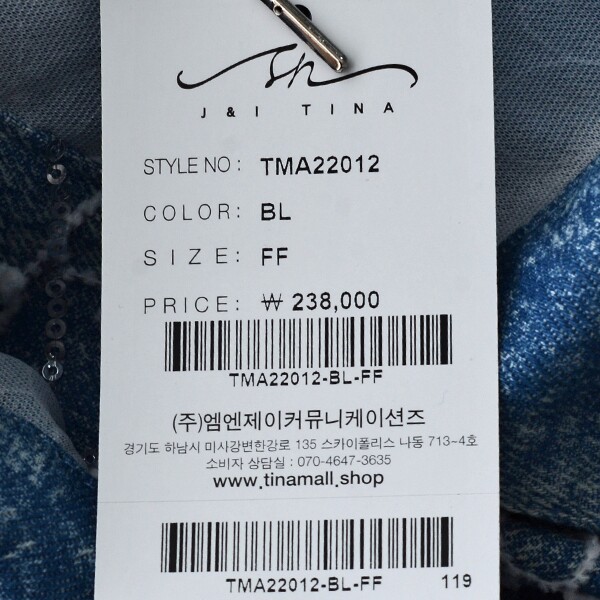 J & I TINA
STYLE NO : TMA22012
COLOR: BL
SIZE: FF
PRICE: ₩ 238,000
TMA22012-BL-FF
(주)엠엔제이커뮤니케이션즈
경기도 하남시 미사강변한강로 135 스카이폴리스 나동 713~4호
소비자 상담실 : 070-4647-3635
www.tinamall.shop
TMA22012-BL-FF 119